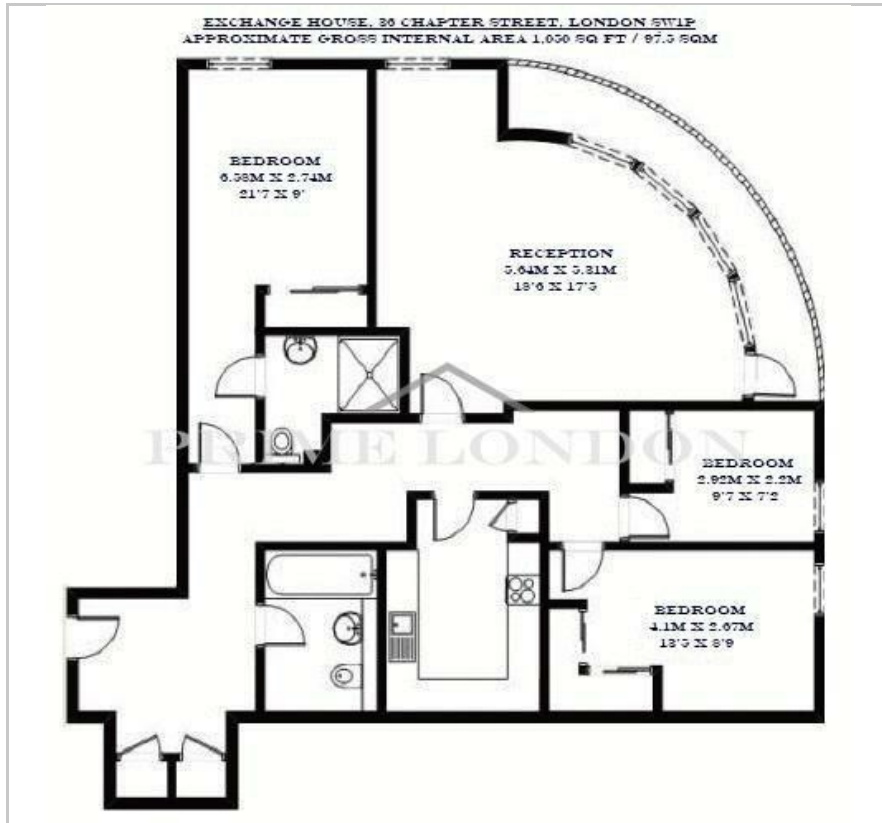 EXCHANGE HOUSE, 36 CHAPTER STREET, LONDON SW1P
APPROXIMATE GROSS INTERNAL AREA 1,050 SQ FT / 97.5 SQM
BEDROOM
6.58M X 2.74M
21'7 X 9'
RECEPTION
5.64M X 5.31M
18'6 X 17'5
PRIME LONDON
BEDROOM
2.92M X 2.2M
9'7 X 7'2
BEDROOM
4.1M X 2.67M
13'5 X 8'9